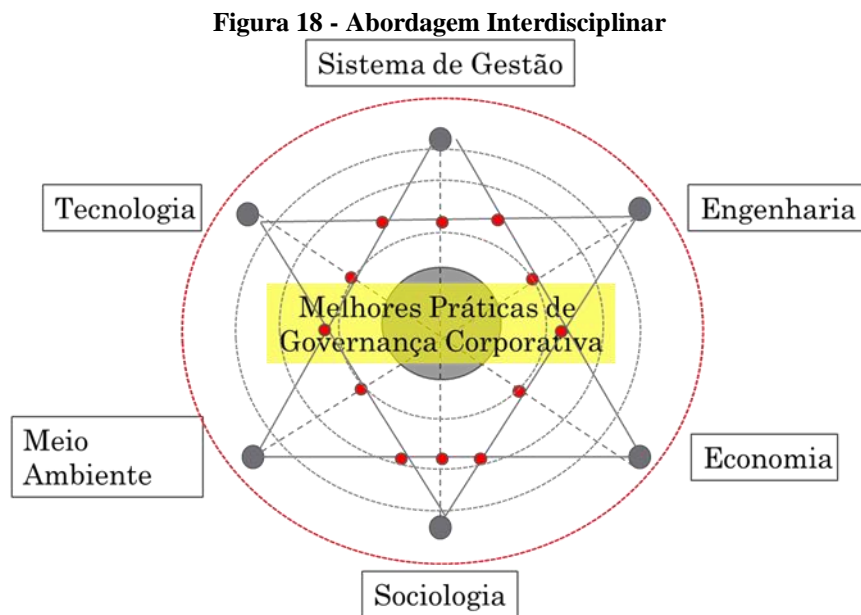 Figura 18 - Abordagem Interdisciplinar
Sistema de Gestão
Tecnologia
Engenharia
Melhores Práticas de
Governança Corporativa
Meio
Ambiente
Economia
Sociologia